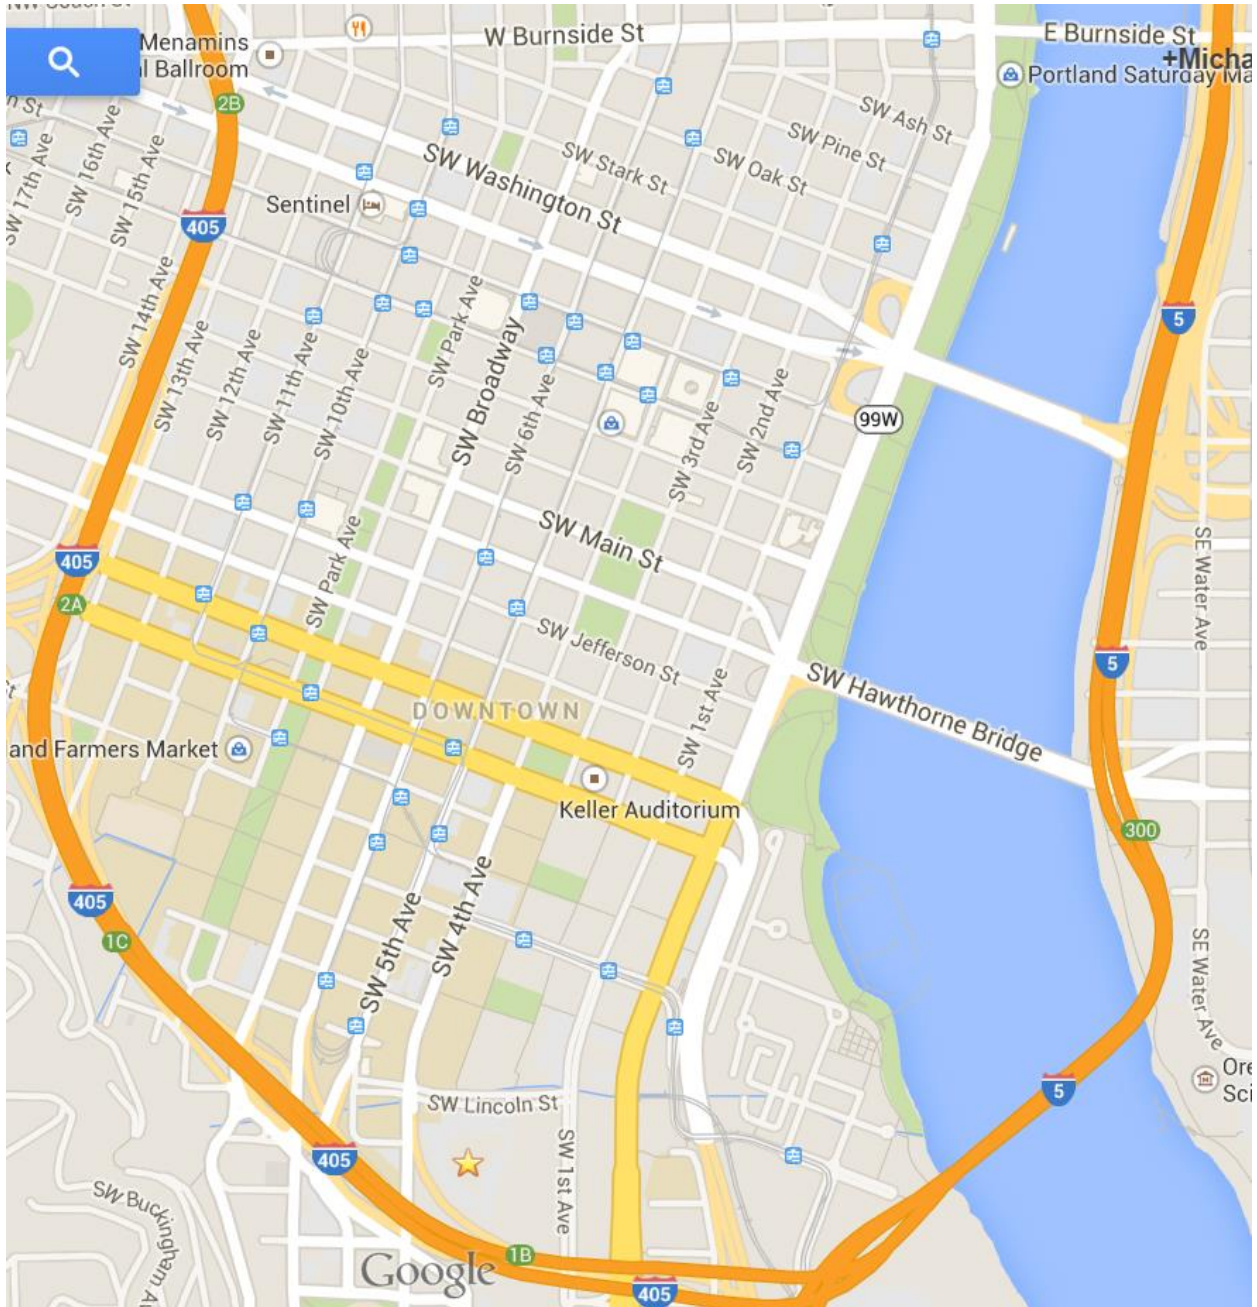 W Burnside St
E Burnside St
Menamins
al Ballroom
+Micha
Portland Saturday Ma
2B
n St
SW Ash St
SW Pine St
SW Oak St
SW Stark St
SW Washington St
SW 17th Ave
SW 16th Ave
SW 15th Ave
Sentinel
405
SW 14th Ave
SW 13th Ave
SW 12th Ave
SW 11th Ave
SW 10th Ave
SW Park Ave
SW Broadway
SW 6th Ave
SW 3rd Ave
SW 2nd Ave
5
99W
SW Main St
SE Water Ave
405
2A
SW Park Ave
SW Jefferson St
SW 1st Ave
5
SW Hawthorne Bridge
DOWNTOWN
and Farmers Market
Keller Auditorium
300
405
1C
SW 5th Ave
SW 4th Ave
SE Water Ave
5
Ore
Sci
SW Lincoln St
405
SW 1st Ave
SW Buckingham A
1B
Google
405